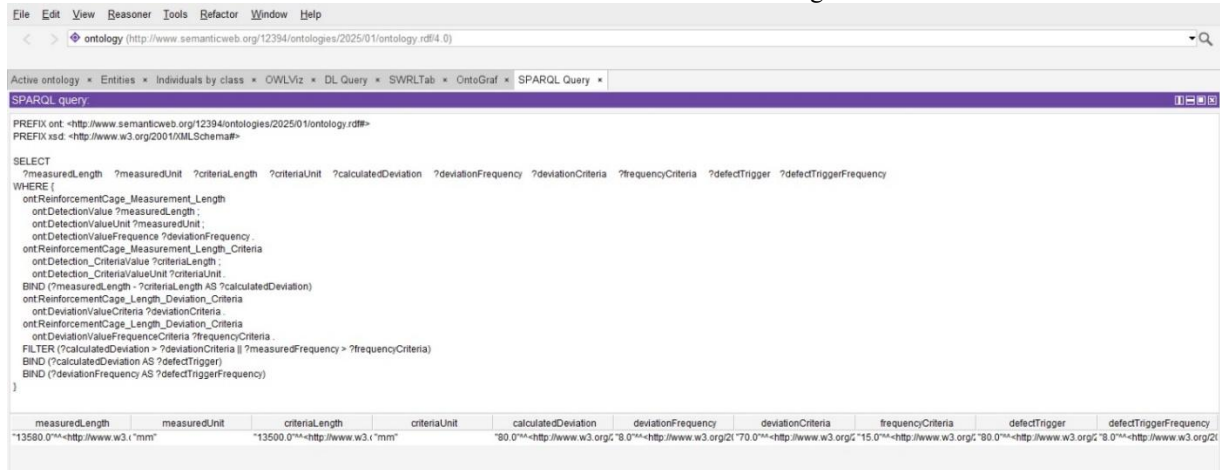 File Edit View Reasoner Tools Refactor Window Help
ontology (http://www.semanticweb.org/12394/ontologies/2025/01/ontology.rdf/4.0)
Active ontology × Entities × Individuals by class × OWLViz × DL Query × SWRLTab × OntoGraf × SPARQL Query ×
SPARQL query:
PREFIX ont: <http://www.semanticweb.org/12394/ontologies/2025/01/ontology.rdf#>
PREFIX xsd: <http://www.w3.org/2001/XMLSchema#>
SELECT
?measuredLength ?measuredUnit ?criteriaLength ?criteriaUnit ?calculatedDeviation ?deviationFrequency ?deviationCriteria ?frequencyCriteria ?defectTrigger ?defectTriggerFrequency
WHERE {
ont:ReinforcementCage_Measurement_Length
ont:DetectionValue ?measuredLength ;
ont:DetectionValueUnit ?measuredUnit ;
ont:DetectionValueFrequence ?deviationFrequency .
ont:ReinforcementCage_Measurement_Length_Criteria
ont:Detection_CriteriaValue ?criteriaLength ;
ont:Detection_CriteriaValueUnit ?criteriaUnit .
BIND (?measuredLength - ?criteriaLength AS ?calculatedDeviation)
ont:ReinforcementCage_Length_Deviation_Criteria
ont:DeviationValueCriteria ?deviationCriteria .
ont:ReinforcementCage_Length_Deviation_Criteria
ont:DeviationValueFrequenceCriteria ?frequencyCriteria .
FILTER (?calculatedDeviation > ?deviationCriteria || ?measuredFrequency > ?frequencyCriteria)
BIND (?calculatedDeviation AS ?defectTrigger)
BIND (?deviationFrequency AS ?defectTriggerFrequency)
}
measuredLength measuredUnit criteriaLength criteriaUnit calculatedDeviation deviationFrequency deviationCriteria frequencyCriteria defectTrigger defectTriggerFrequency
"13580.0"^^<http://www.w3.( "mm" "13500.0"^^<http://www.w3.( "mm" "80.0"^^<http://www.w3.org/2 "8.0"^^<http://www.w3.org/20 "70.0"^^<http://www.w3.org/2 "15.0"^^<http://www.w3.org/2 "80.0"^^<http://www.w3.org/2 "8.0"^^<http://www.w3.org/20